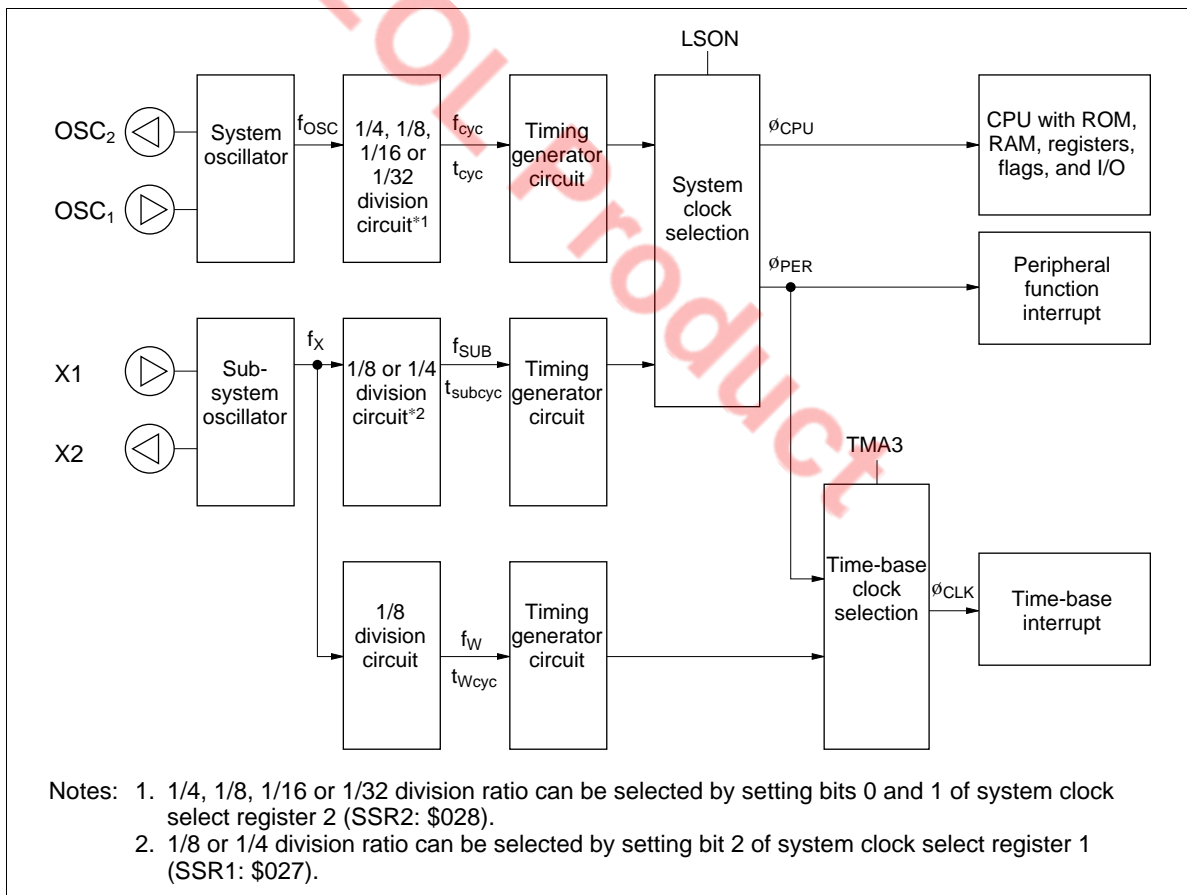 LSON
OSC₂
OSC₁
System
oscillator
fOSC
1/4, 1/8,
1/16 or
1/32
division
circuit*1
fcyc
tcyc
Timing
generator
circuit
System
clock
selection
øCPU
CPU with ROM,
RAM, registers,
flags, and I/O
øPER
Peripheral
function
interrupt
X1
X2
Sub-
system
oscillator
fX
1/8 or 1/4
division
circuit*2
fSUB
tsubcyc
Timing
generator
circuit
TMA3
1/8
division
circuit
fW
tWcyc
Timing
generator
circuit
Time-base
clock
selection
øCLK
Time-base
interrupt
Notes: 1. 1/4, 1/8, 1/16 or 1/32 division ratio can be selected by setting bits 0 and 1 of system clock
select register 2 (SSR2: $028).
2. 1/8 or 1/4 division ratio can be selected by setting bit 2 of system clock select register 1
(SSR1: $027).
OL Product